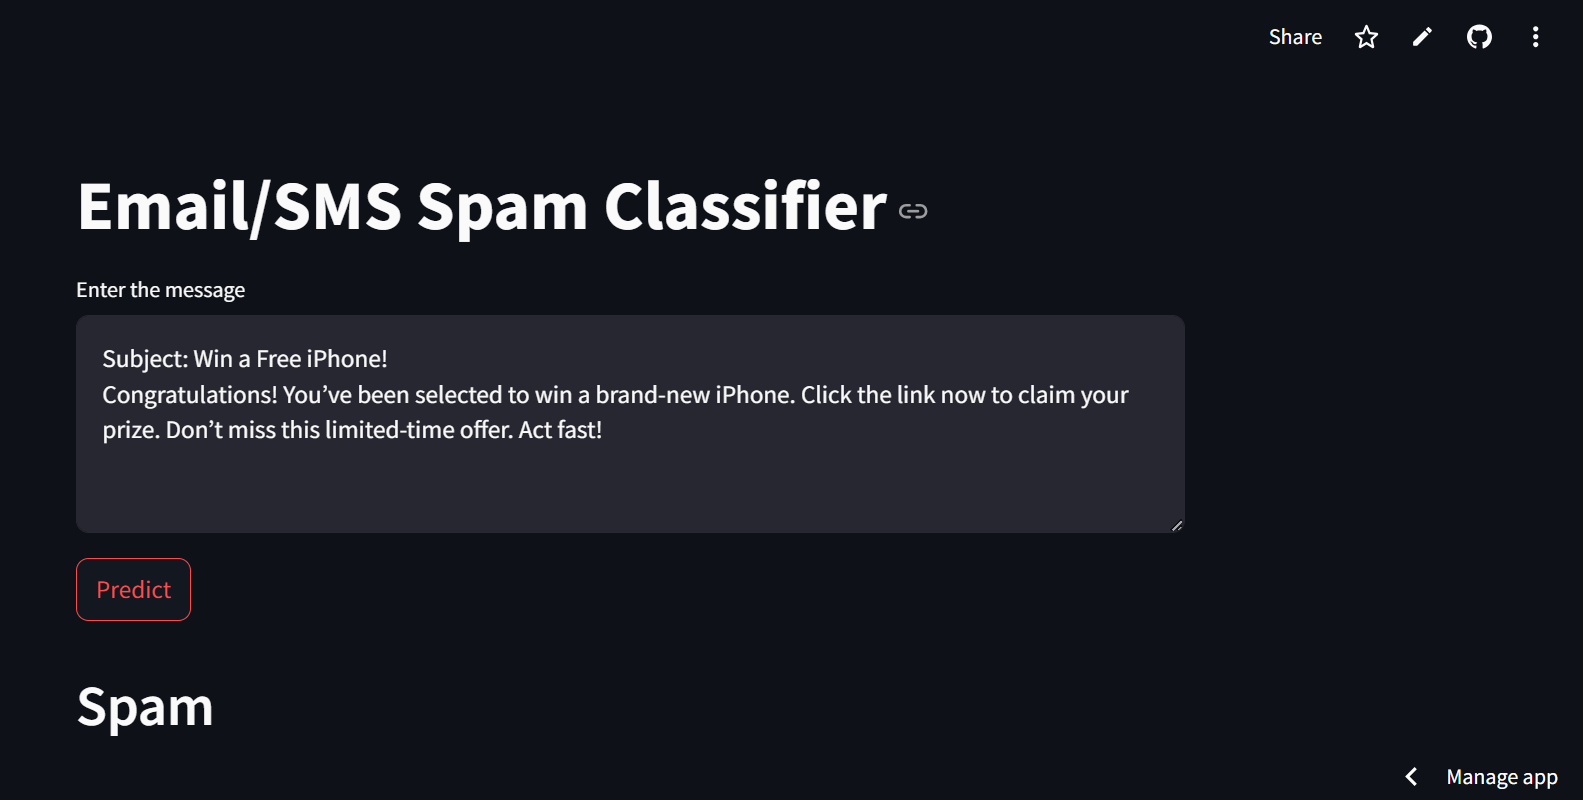 Share
Email/SMS Spam Classifier
Enter the message
Subject: Win a Free iPhone!
Congratulations! You’ve been selected to win a brand-new iPhone. Click the link now to claim your
prize. Don’t miss this limited-time offer. Act fast!
Predict
Spam
Manage app